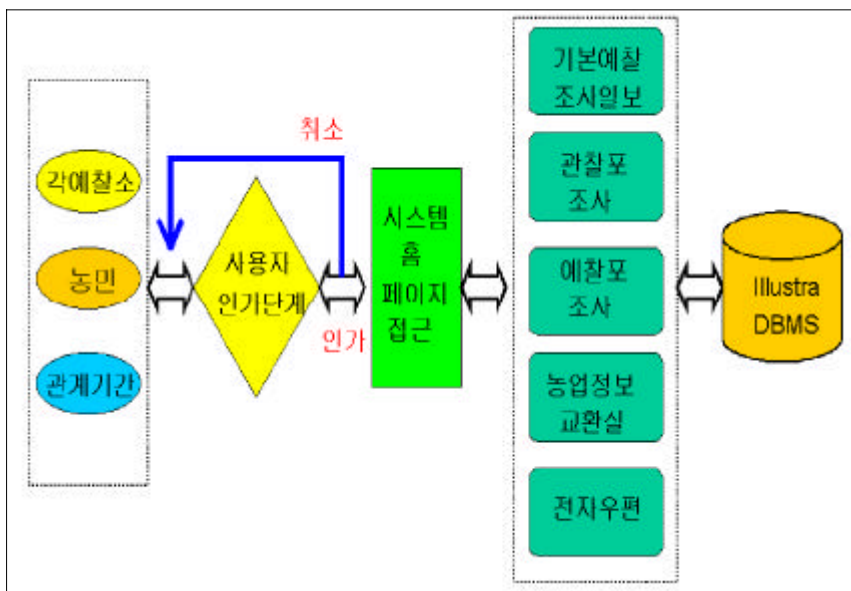 각예찰소
농민
관계기간
취소
사용자
인가단계
인가
시스템
홈
페이지
접근
기본예찰
조사일보
관찰포
조사
예찰포
조사
농업정보
교환실
전자우편
Illustra
DBMS